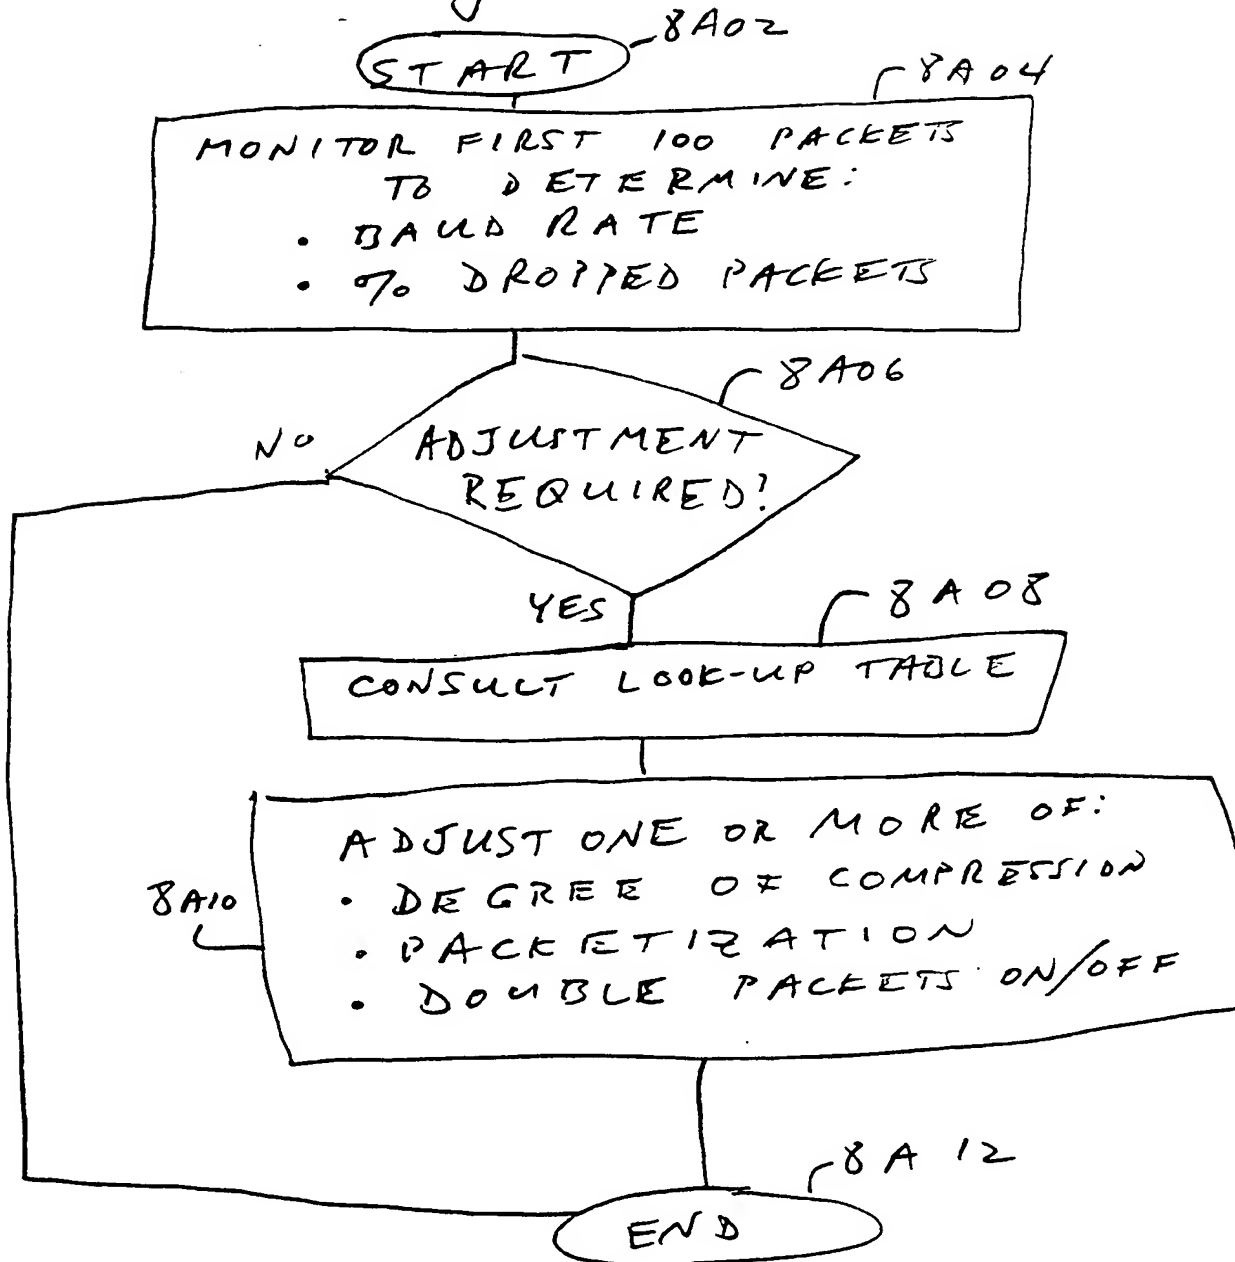 8A02
START
8A04
MONITOR FIRST 100 PACKETS
TO DETERMINE:
• BAUD RATE
• % DROPPED PACKETS
8A06
NO
ADJUSTMENT
REQUIRED?
YES
8A08
CONSULT LOOK-UP TABLE
ADJUST ONE OR MORE OF:
8A10
• DEGREE OF COMPRESSION
• PACKETIZATION
• DOUBLE PACKETS ON/OFF
8A12
END